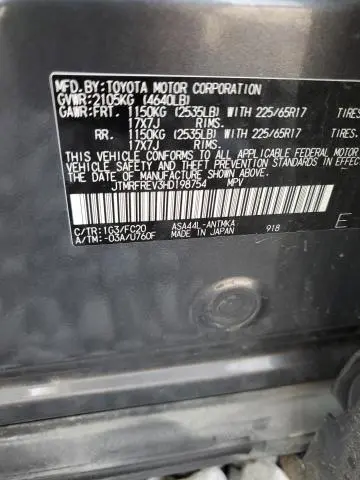 MFD.BY:TOYOTA MOTOR CORPORATION
GVWR:2105KG (4640LB)
GAWR:FRT. 1150KG (2535LB) WITH 225/65R17 TIRES
17X7J RIMS.
RR. 1150KG (2535LB) WITH 225/65R17 TIRES
17X7J RIMS.
THIS VEHICLE CONFORMS TO ALL APPLICABLE FEDERAL MOTOR
VEHICLE SAFETY, BUMPER, AND THEFT PREVENTION STANDARDS
IN EFFECT ON THE DATE OF MANUFACTURE SHOWN ABOVE.
JTMRFREV3HD198754 MPV
C/TR:1G3/FC20 ASA44L-ANTMKA
A/TM:-03A/U760F MADE IN JAPAN 918
E